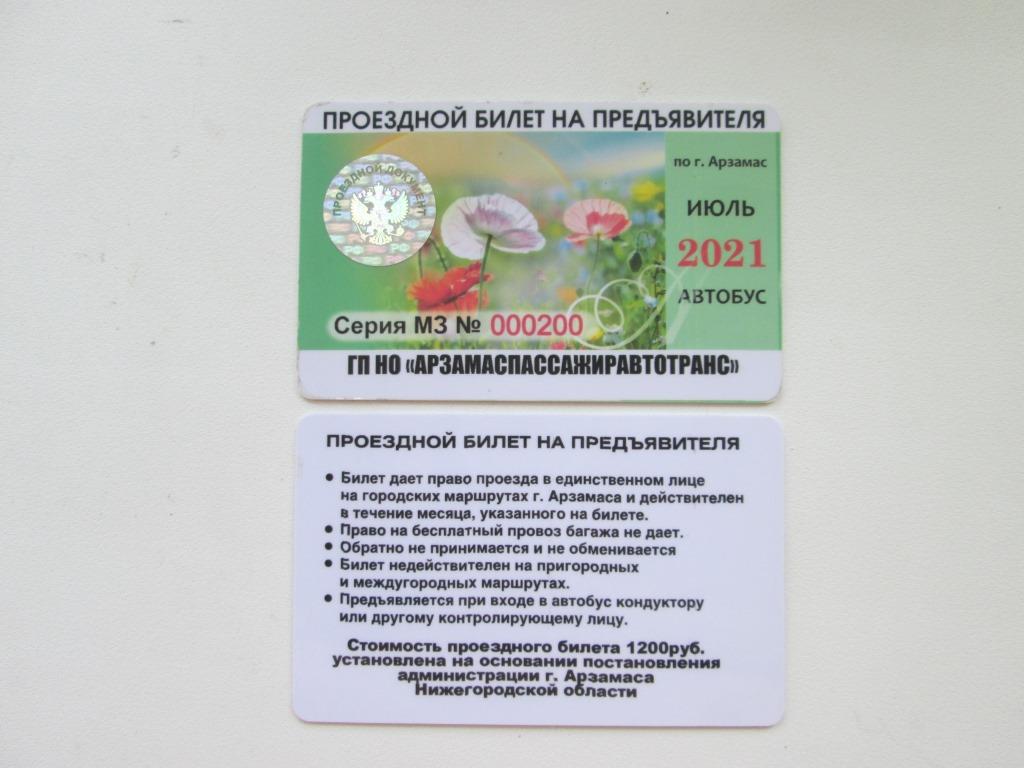 ПРОЕЗДНОЙ БИЛЕТ НА ПРЕДЪЯВИТЕЛЯ
ПРОЕЗДНОЙ ДОКУМЕНТ
по г. Арзамас
ИЮЛЬ
2021
АВТОБУС
Серия МЗ № 000200
ГП НО «АРЗАМАСПАССАЖИРАВТОТРАНС»
ПРОЕЗДНОЙ БИЛЕТ НА ПРЕДЪЯВИТЕЛЯ
• Билет дает право проезда в единственном лице
на городских маршрутах г. Арзамаса и действителен
в течение месяца, указанного на билете.
• Право на бесплатный провоз багажа не дает.
• Обратно не принимается и не обменивается
• Билет недействителен на пригородных
и междугородных маршрутах.
• Предъявляется при входе в автобус кондуктору
или другому контролирующему лицу.
Стоимость проездного билета 1200руб.
установлена на основании постановления
администрации г. Арзамаса
Нижегородской области